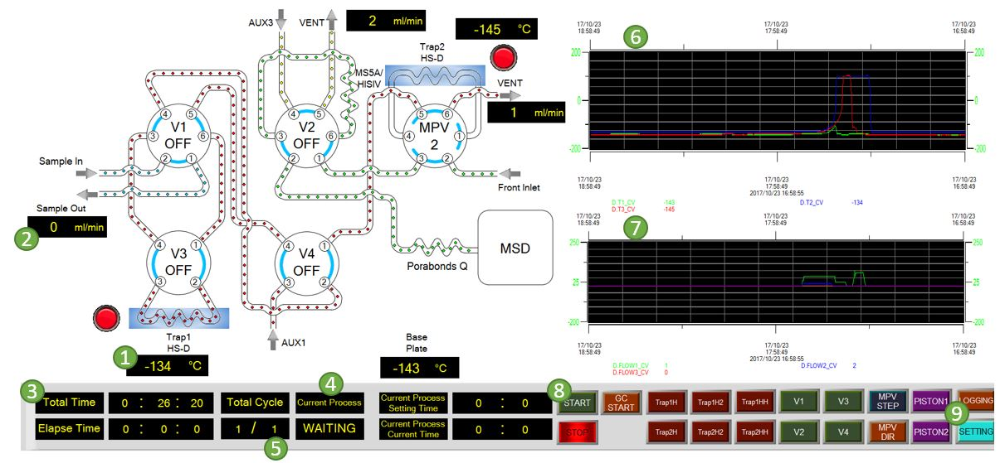 AUX3
VENT
2 ml/min
-145 °C
Trap2
HS-D
MS5A/
HISIV
VENT
1 ml/min
4 5
3 6
2 1
V1
OFF
4 5
3 6
2 1
V2
OFF
5 6
4 1
3 2
MPV
2
Sample In
Sample Out
Front Inlet
0 ml/min
2
4 1
3 2
V3
OFF
4 1
3 2
V4
OFF
MSD
Porabonds Q
Trap1
HS-D
AUX1
1
-134 °C
Base
Plate
-143 °C
17/10/23
18:58:49
17/10/23
17:58:49
17/10/23
16:58:49
6
200
0
-200
200
0
-200
17/10/23
18:58:49
17/10/23
17:58:49
17/10/23
16:58:49
2017/10/23 16:58:55
D.T1_CV -145
D.T2_CV -134
D.T3_CV -145
17/10/23
18:58:49
17/10/23
17:58:49
17/10/23
16:58:49
7
250
25
-200
250
25
-200
17/10/23
18:58:49
17/10/23
17:58:49
17/10/23
16:58:49
2017/10/23 16:58:55
D.FLOW1_CV 1
D.FLOW2_CV 2
D.FLOW3_CV 0
3
Total Time 0 : 26 : 20
Elapse Time 0 : 0 : 0
Total Cycle
1 / 1
5
4
Current Process
WAITING
Current Process
Setting Time
0 : 0
Current Process
Current Time
0 : 0
8
START
GC
START
Trap1H
Trap1H2
Trap1HH
V1
V3
MPV
STEP
PISTON1
LOGGING
9
STOP
Trap2H
Trap2H2
Trap2HH
V2
V4
MPV
DIR
PISTON2
SETTING